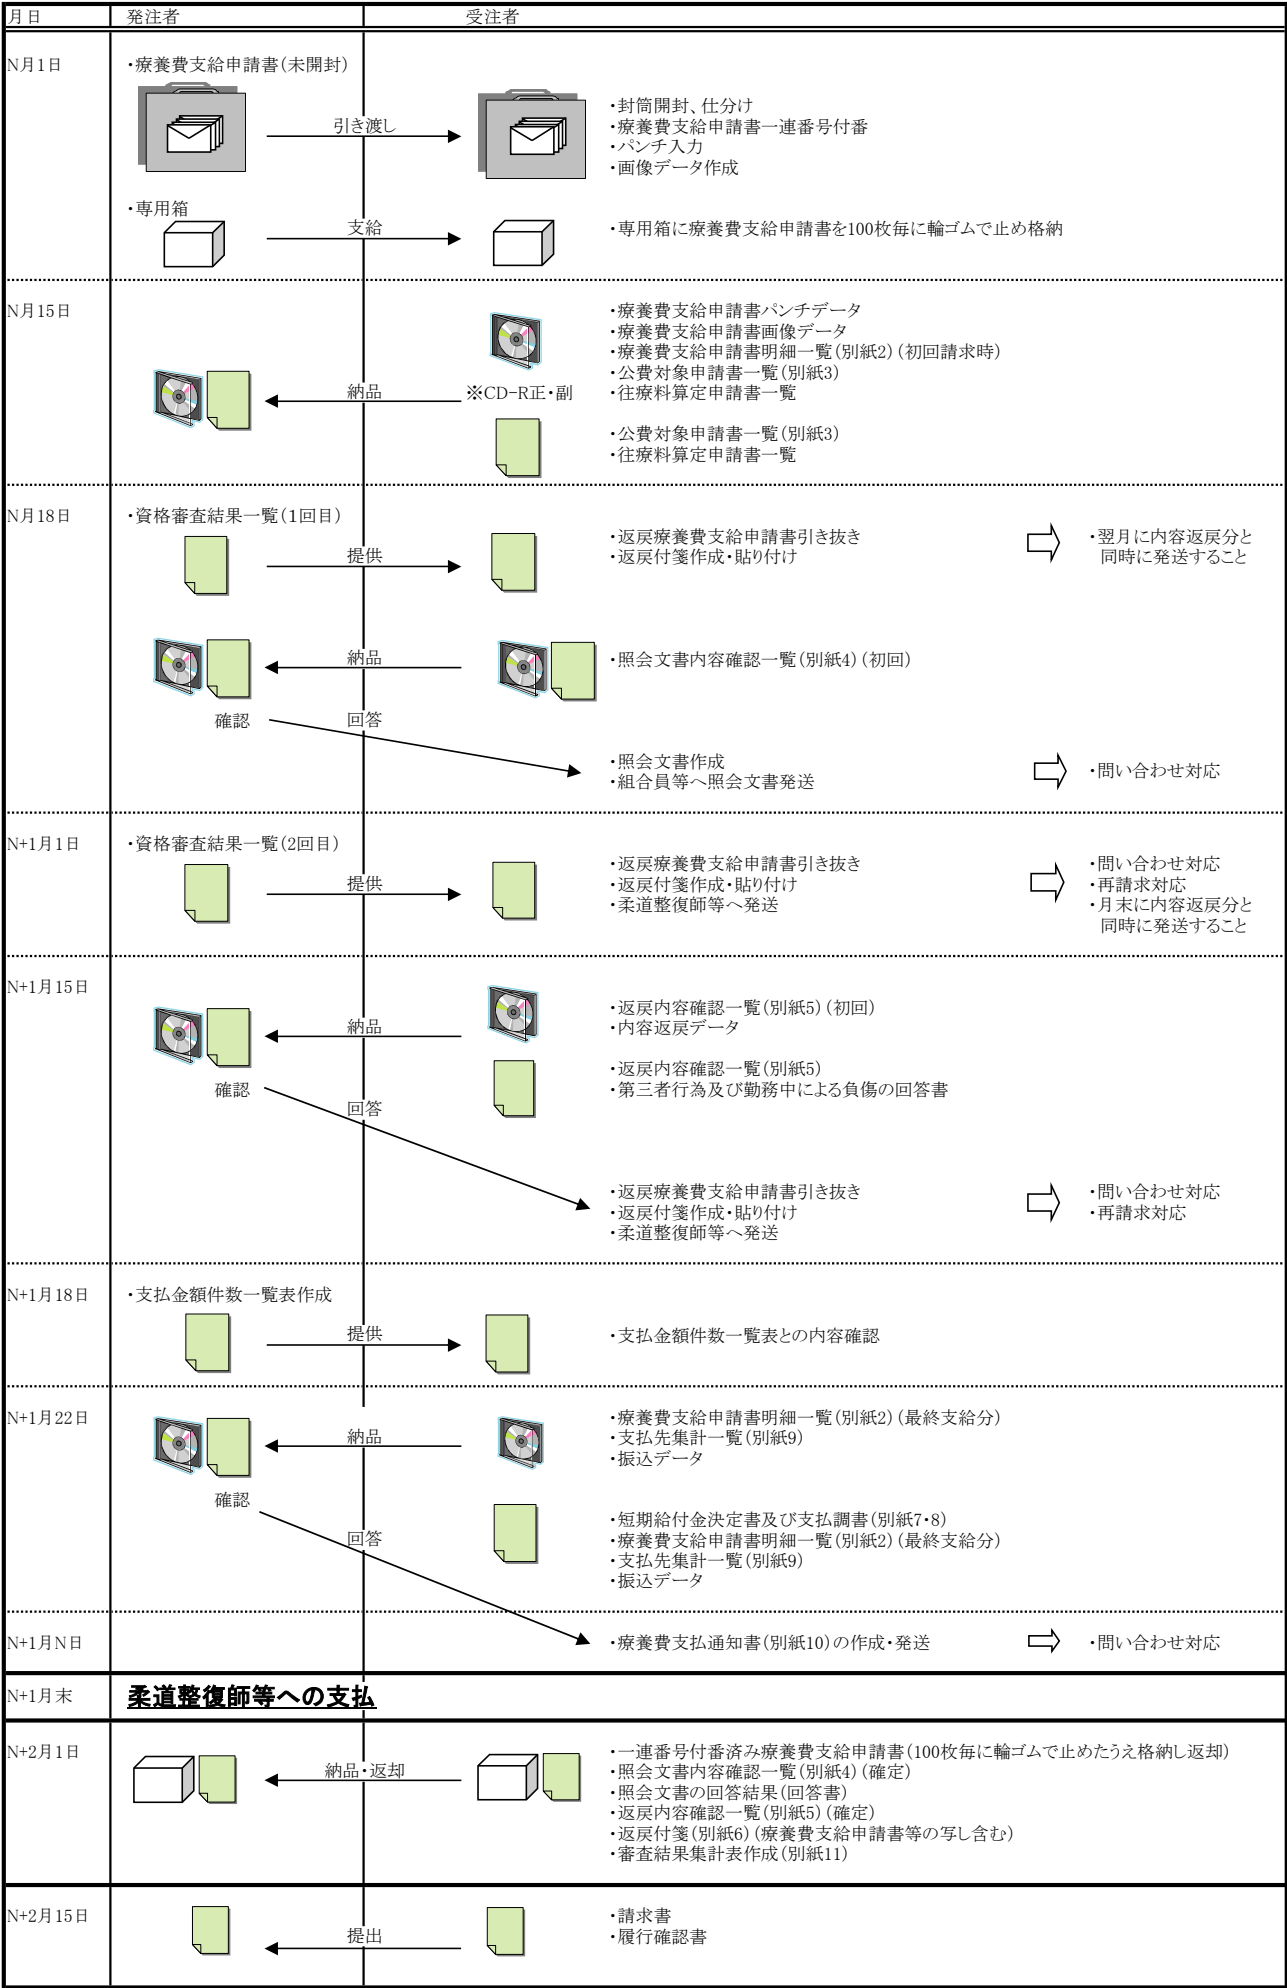 月日　発注者　受注者
N月1日　・療養費支給申請書（未開封）
引き渡し
・封筒開封、仕分け
・療養費支給申請書一連番号付番
・パンチ入力
・画像データ作成
・専用箱
支給
・専用箱に療養費支給申請書を100枚毎に輪ゴムで止め格納
N月15日
・療養費支給申請書パンチデータ
・療養費支給申請書画像データ
・療養費支給申請書明細一覧（別紙2）（初回請求時）
・公費対象申請書一覧（別紙3）
・往療料算定申請書一覧
納品
※CD-R正・副
・公費対象申請書一覧（別紙3）
・往療料算定申請書一覧
N月18日　・資格審査結果一覧（1回目）
提供
・返戻療養費支給申請書引き抜き
・返戻付箋作成・貼り付け
・翌月に内容返戻分と
同時に発送すること
納品
・照会文書内容確認一覧（別紙4）（初回）
確認　回答
・照会文書作成
・組合員等へ照会文書発送
・問い合わせ対応
N+1月1日　・資格審査結果一覧（2回目）
提供
・返戻療養費支給申請書引き抜き
・返戻付箋作成・貼り付け
・柔道整復師等へ発送
・問い合わせ対応
・再請求対応
・月末に内容返戻分と
同時に発送すること
N+1月15日
納品
・返戻内容確認一覧（別紙5）（初回）
・内容返戻データ
・返戻内容確認一覧（別紙5）
・第三者行為及び勤務中による負傷の回答書
確認　回答
・返戻療養費支給申請書引き抜き
・返戻付箋作成・貼り付け
・柔道整復師等へ発送
・問い合わせ対応
・再請求対応
N+1月18日　・支払金額件数一覧表作成
提供
・支払金額件数一覧表との内容確認
N+1月22日
納品
・療養費支給申請書明細一覧（別紙2）（最終支給分）
・支払先集計一覧（別紙9）
・振込データ
確認　回答
・短期給付金決定書及び支払調書（別紙7・8）
・療養費支給申請書明細一覧（別紙2）（最終支給分）
・支払先集計一覧（別紙9）
・振込データ
N+1月N日　・療養費支払通知書（別紙10）の作成・発送　・問い合わせ対応
N+1月末　柔道整復師等への支払
N+2月1日
納品・返却
・一連番号付番済み療養費支給申請書（100枚毎に輪ゴムで止めたうえ格納し返却）
・照会文書内容確認一覧（別紙4）（確定）
・照会文書の回答結果（回答書）
・返戻内容確認一覧（別紙5）（確定）
・返戻付箋（別紙6）（療養費支給申請書等の写し含む）
・審査結果集計表作成（別紙11）
N+2月15日
提出
・請求書
・履行確認書